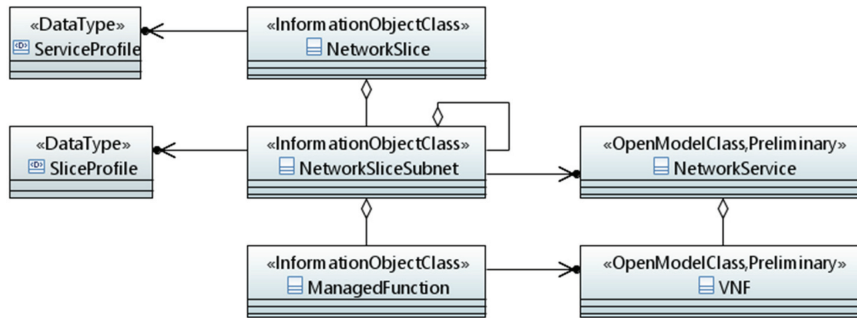 «DataType»
ServiceProfile
«InformationObjectClass»
NetworkSlice
«DataType»
SliceProfile
«InformationObjectClass»
NetworkSliceSubnet
«OpenModelClass,Preliminary»
NetworkService
«InformationObjectClass»
ManagedFunction
«OpenModelClass,Preliminary»
VNF